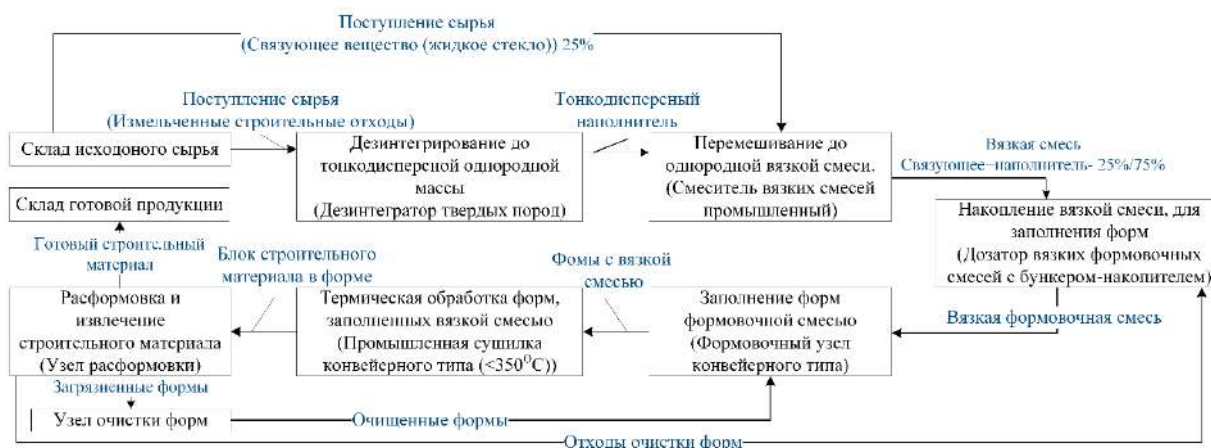 Поступление сырья
(Связующее вещество (жидкое стекло)) 25%
Поступление сырья
(Измельченные строительные отходы)
Тонкодисперсный
наполнитель
Склад исходоного сырья
Дезинтегрирование до
тонкодисперсной однородной
массы
(Дезинтегратор твердых пород)
Перемешивание до
однородной вязкой смеси.
(Смеситель вязких смесей
промышленный)
Вязкая смесь
Связующее–наполнитель- 25%/75%
Склад готовой продукции
Накопление вязкой смеси, для
заполнения форм
(Дозатор вязких формовочных
смесей с бункером-накопителем)
Готовый строительный
материал
Блок строительного
материала в форме
Фомы с вязкой
смесью
Вязкая формовочная смесь
Расформовка и
извлечение
строительного материала
(Узел расформовки)
Термическая обработка форм,
заполненных вязкой смесью
(Промышленная сушилка
конвейерного типа (<350°С))
Заполнение форм
формовочной смесью
(Формовочный узел
конвейерного типа)
Загрязненные формы
Узел очистки форм
Очищенные формы
Отходы очистки форм